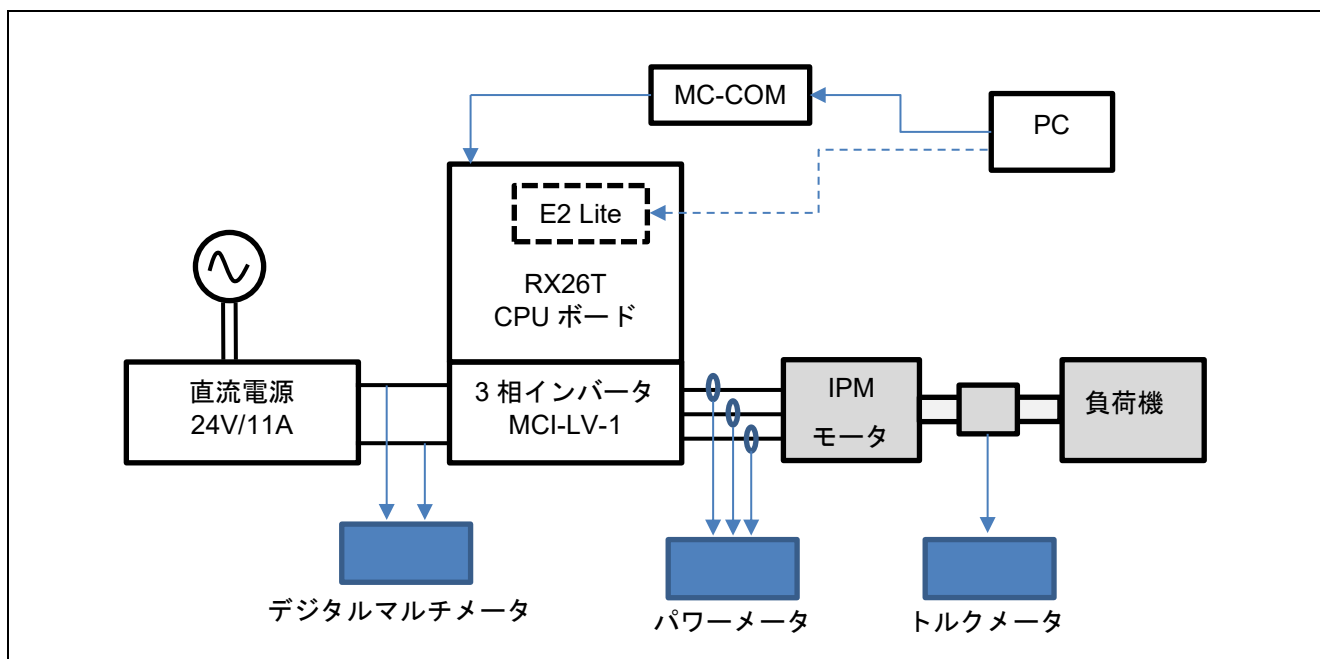 MC-COM
PC
E2 Lite
RX26T
CPU ボード
直流電源
24V/11A
3 相インバータ
MCI-LV-1
IPM
モータ
負荷機
デジタルマルチメータ
パワーメータ
トルクメータ